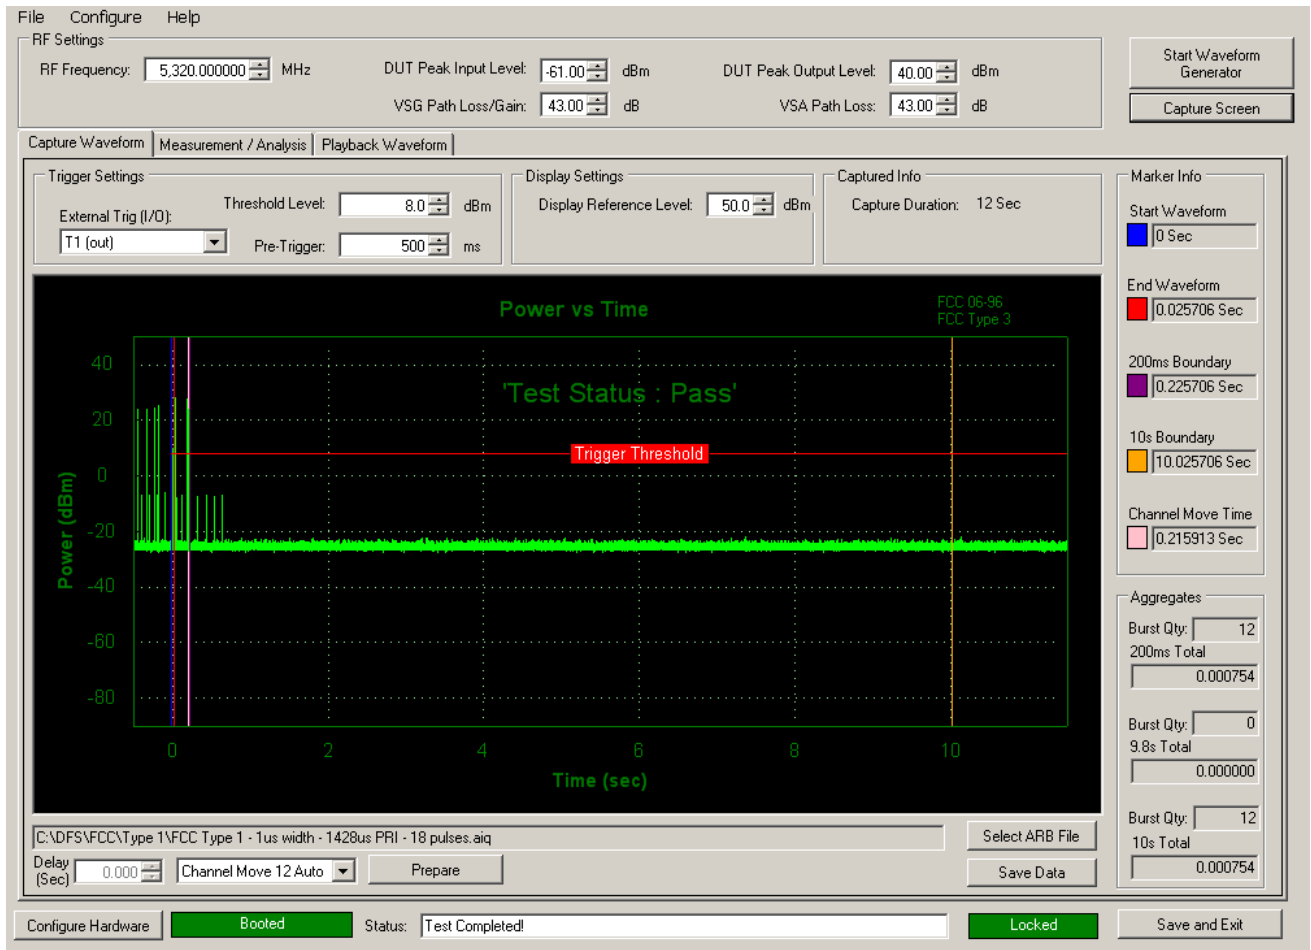 File Configure Help
RF Settings
RF Frequency: 5,320.000000 MHz
DUT Peak Input Level: -61.00 dBm
DUT Peak Output Level: 40.00 dBm
VSG Path Loss/Gain: 43.00 dB
VSA Path Loss: 43.00 dB
Start Waveform
Generator
Capture Screen
Capture Waveform Measurement / Analysis Playback Waveform
Trigger Settings
External Trig (I/O):
T1 (out)
Threshold Level: 8.0 dBm
Pre-Trigger: 500 ms
Display Settings
Display Reference Level: 50.0 dBm
Captured Info
Capture Duration: 12 Sec
Marker Info
Start Waveform
0 Sec
End Waveform
0.025706 Sec
200ms Boundary
0.225706 Sec
10s Boundary
10.025706 Sec
Channel Move Time
0.215913 Sec
Power vs Time
FCC 06-96
FCC Type 3
'Test Status : Pass'
Trigger Threshold
Power (dBm)
40
20
0
-20
-40
-60
-80
0 2 4 6 8 10
Time (sec)
Aggregates
Burst Qty: 12
200ms Total
0.000754
Burst Qty: 0
9.8s Total
0.000000
Burst Qty: 12
10s Total
0.000754
C:\DFS\FCC\Type 1\FCC Type 1 - 1us width - 1428us PRI - 18 pulses.aiq
Select ARB File
Delay
(Sec) 0.000 Channel Move 12 Auto Prepare
Save Data
Configure Hardware Booted Status: Test Completed! Locked Save and Exit